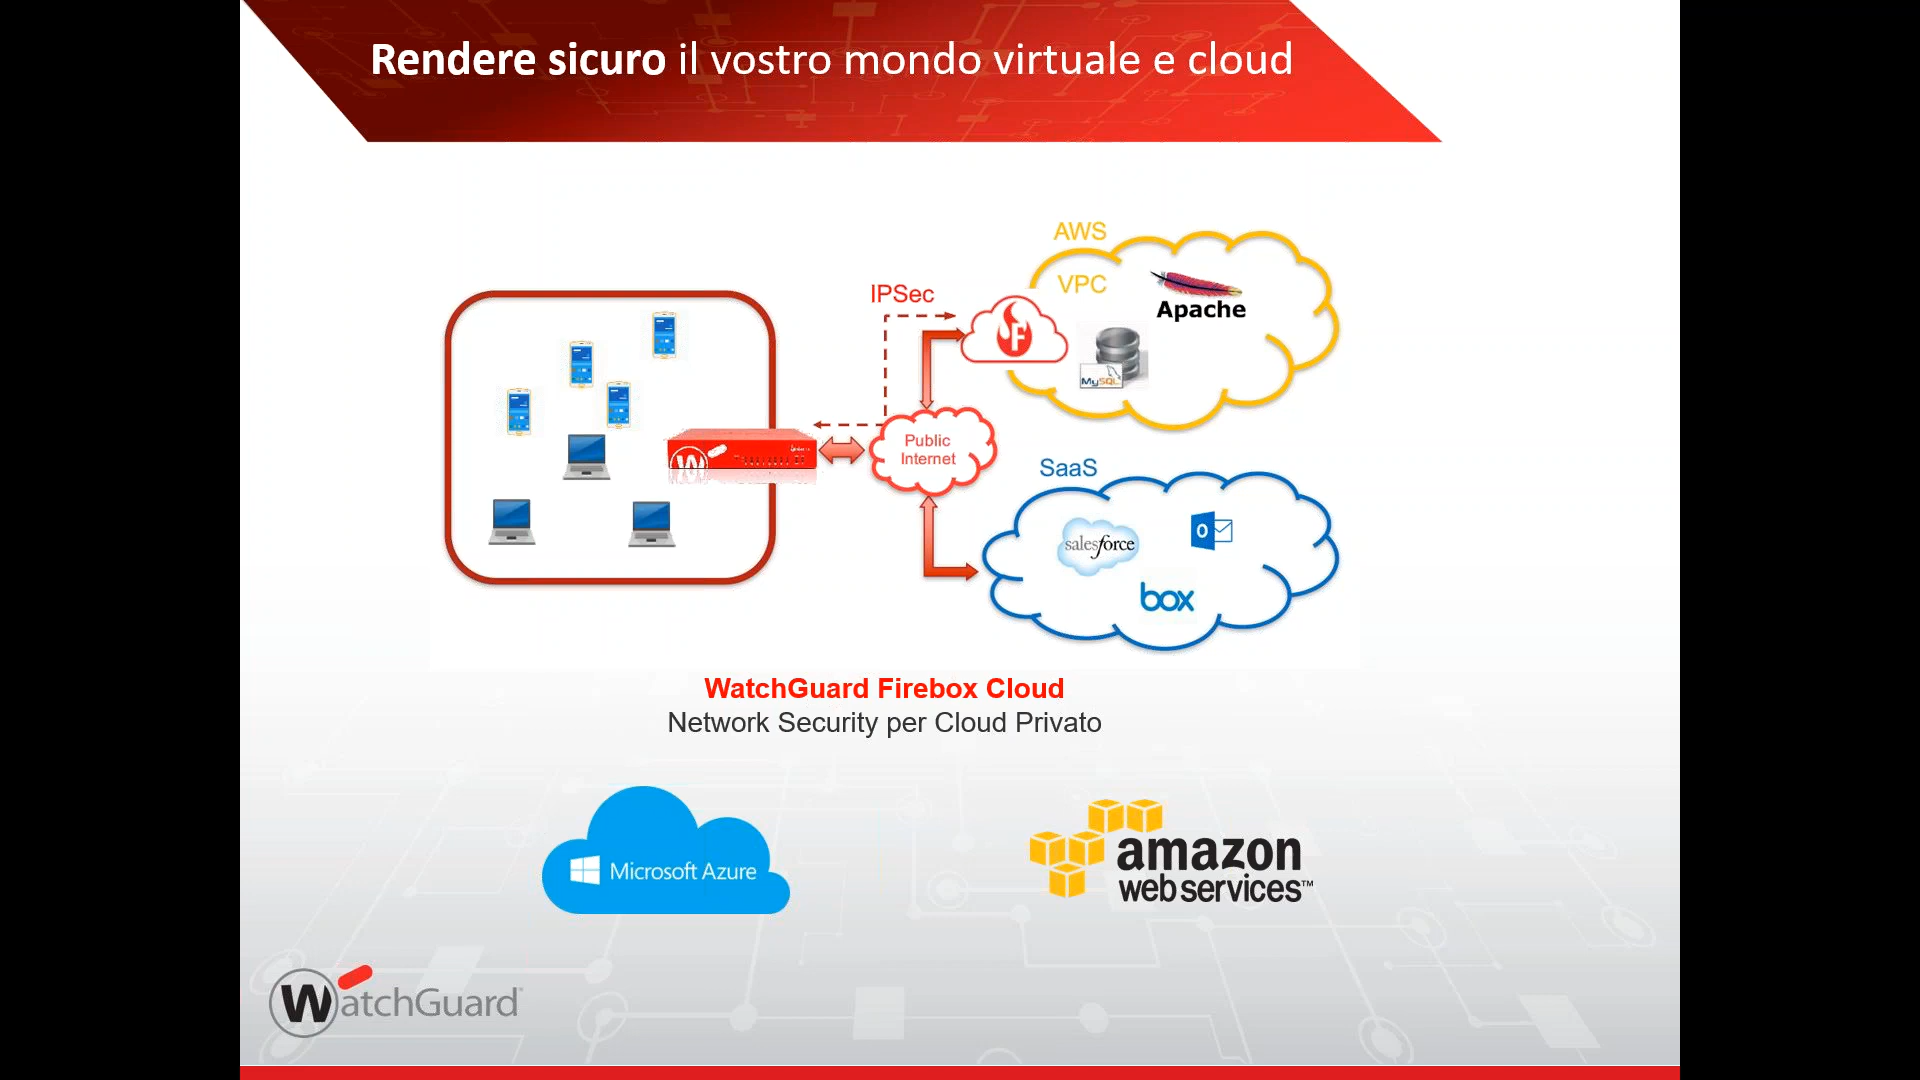 Rendere sicuro il vostro mondo virtuale e cloud
AWS
VPC
Apache
IPSec
F
MySQL
W
Public
Internet
SaaS
salesforce
O
box
WatchGuard Firebox Cloud
Network Security per Cloud Privato
Microsoft Azure
amazon
web services™
WatchGuard